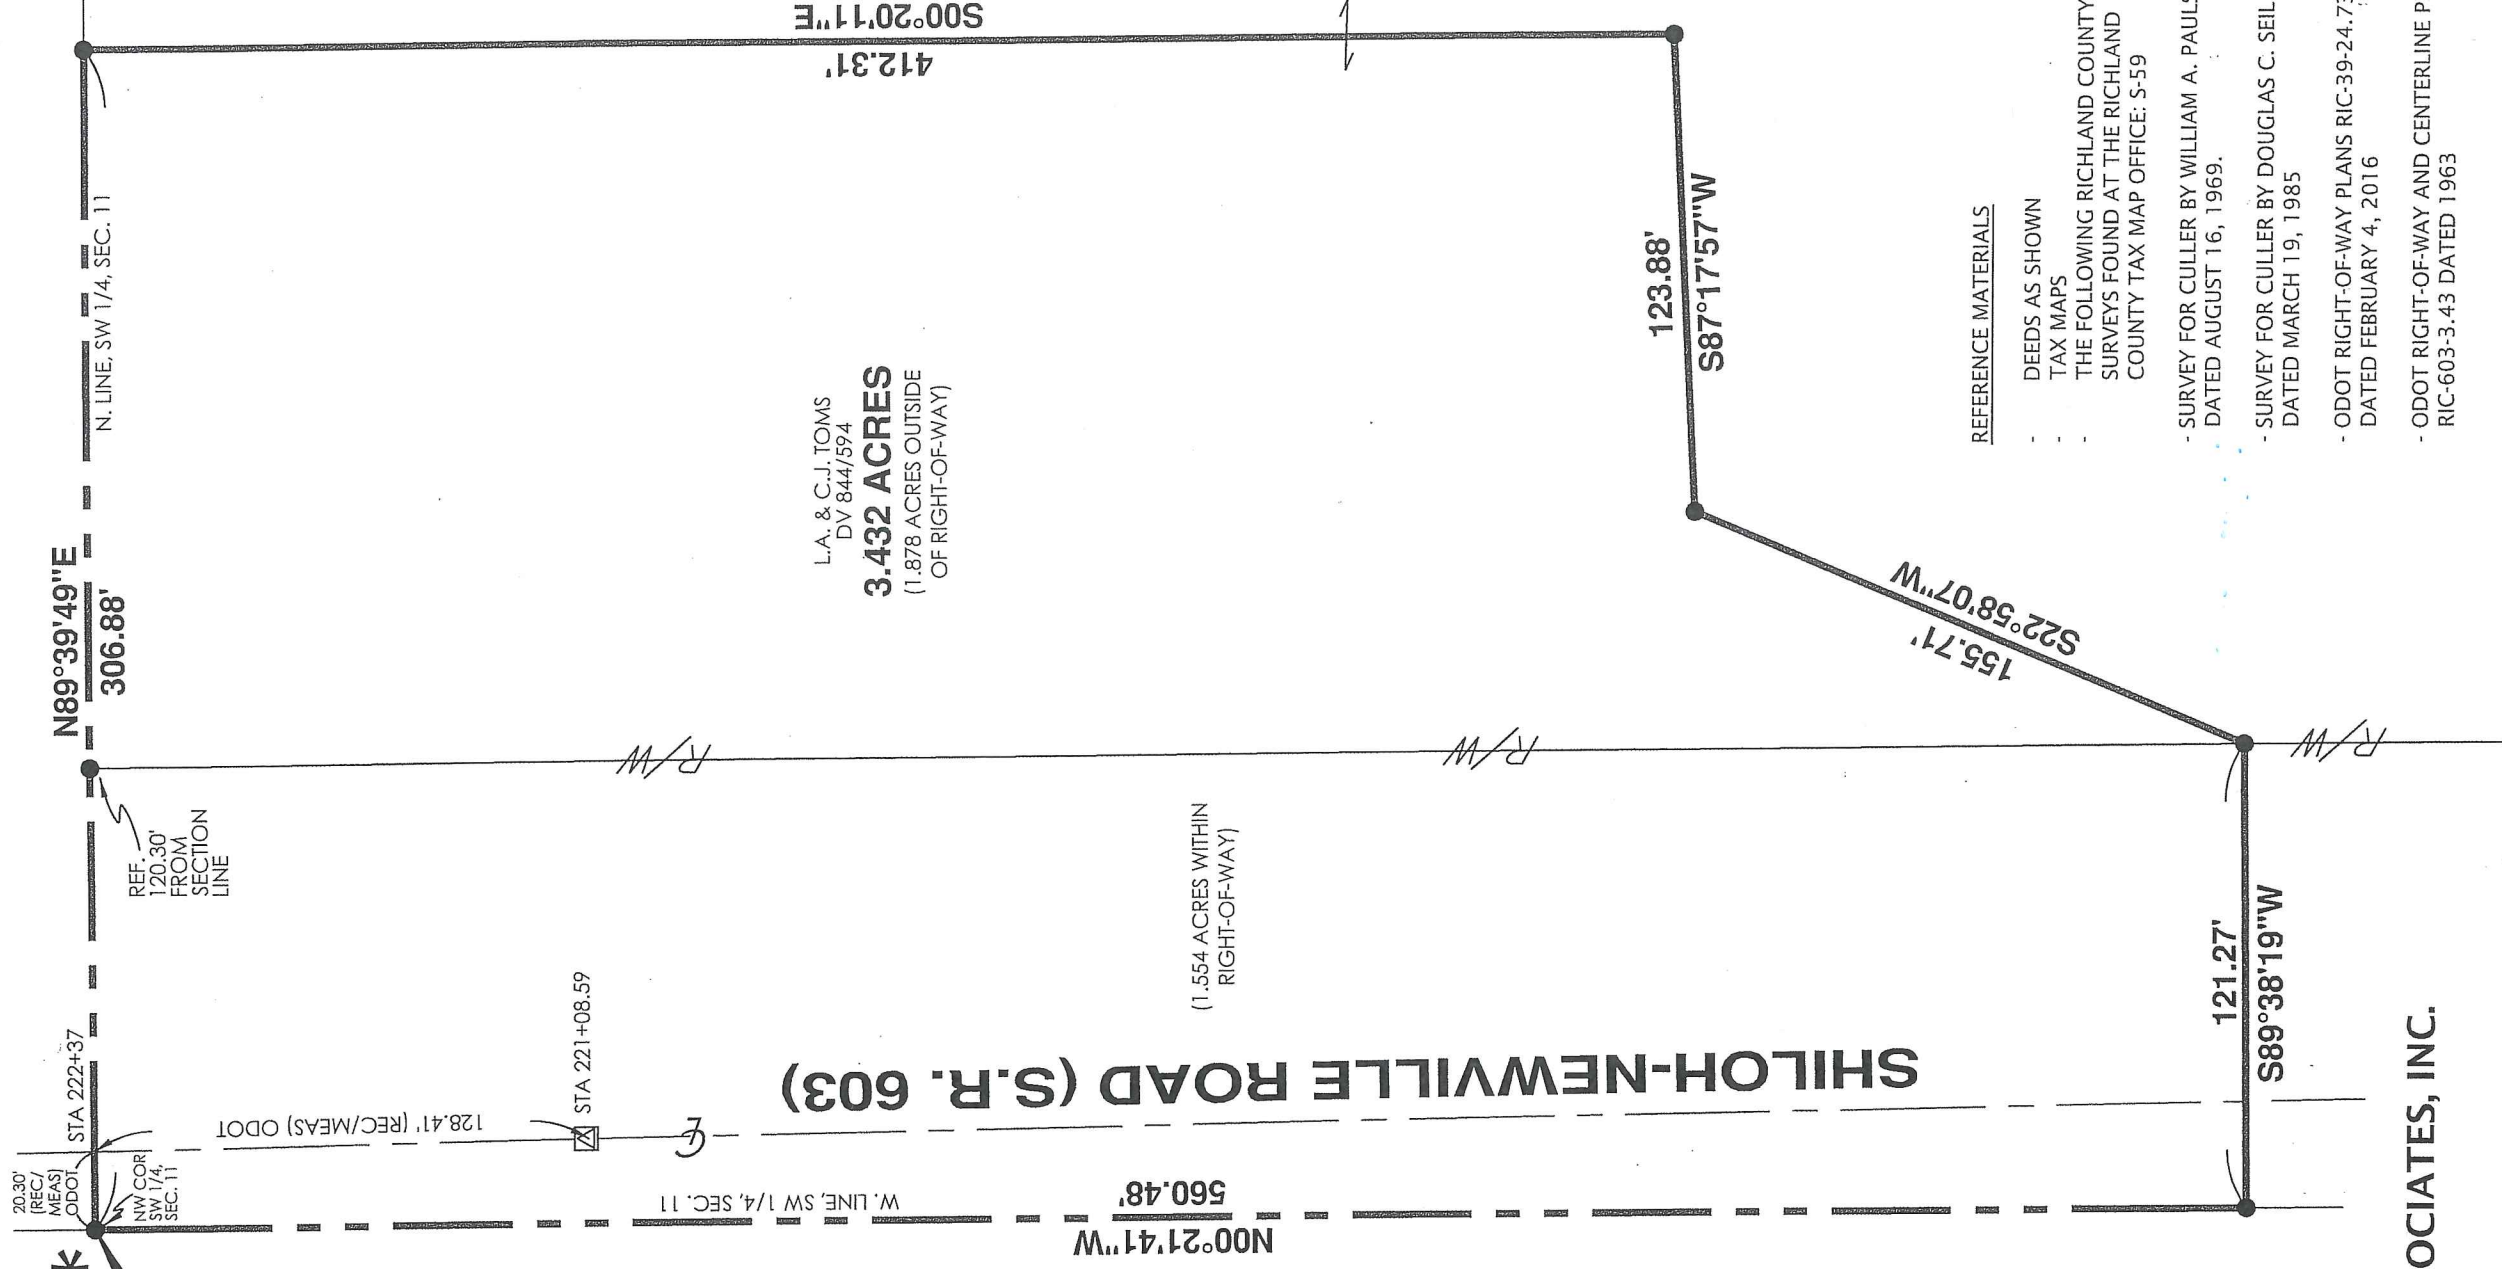 S00°20'11"E
412.31'
N. LINE, SW 1/4, SEC. 11
N89°39'49"E
306.88'
REF.
120.30'
FROM
SECTION
LINE
STA 222+37
20.30'
(REC/
MEAS)
ODOT
NW COR
SW 1/4,
SEC. 11
*
128.41' (REC/MEAS) ODOT
STA 221+08.59
W. LINE, SW 1/4, SEC. 11
560.48'
N00°21'41"W
SHILOH-NEWVILLE ROAD (S.R. 603)
(1.554 ACRES WITHIN
RIGHT-OF-WAY)
R/W
R/W
R/W
L.A. & C.J. TOMS
DV 844/594
3.432 ACRES
(1.878 ACRES OUTSIDE
OF RIGHT-OF-WAY)
123.88'
S87°17'57"W
S22°58'07"W
155.71'
121.27'
S89°38'19"W
REFERENCE MATERIALS
- DEEDS AS SHOWN
- TAX MAPS
- THE FOLLOWING RICHLAND COUNTY
SURVEYS FOUND AT THE RICHLAND
COUNTY TAX MAP OFFICE: S-59
- SURVEY FOR CULLER BY WILLIAM A. PAULS
DATED AUGUST 16, 1969.
- SURVEY FOR CULLER BY DOUGLAS C. SEIL
DATED MARCH 19, 1985
- ODOT RIGHT-OF-WAY PLANS RIC-39-24.73
DATED FEBRUARY 4, 2016
- ODOT RIGHT-OF-WAY AND CENTERLINE P
RIC-603-3.43 DATED 1963
OCIATES, INC.